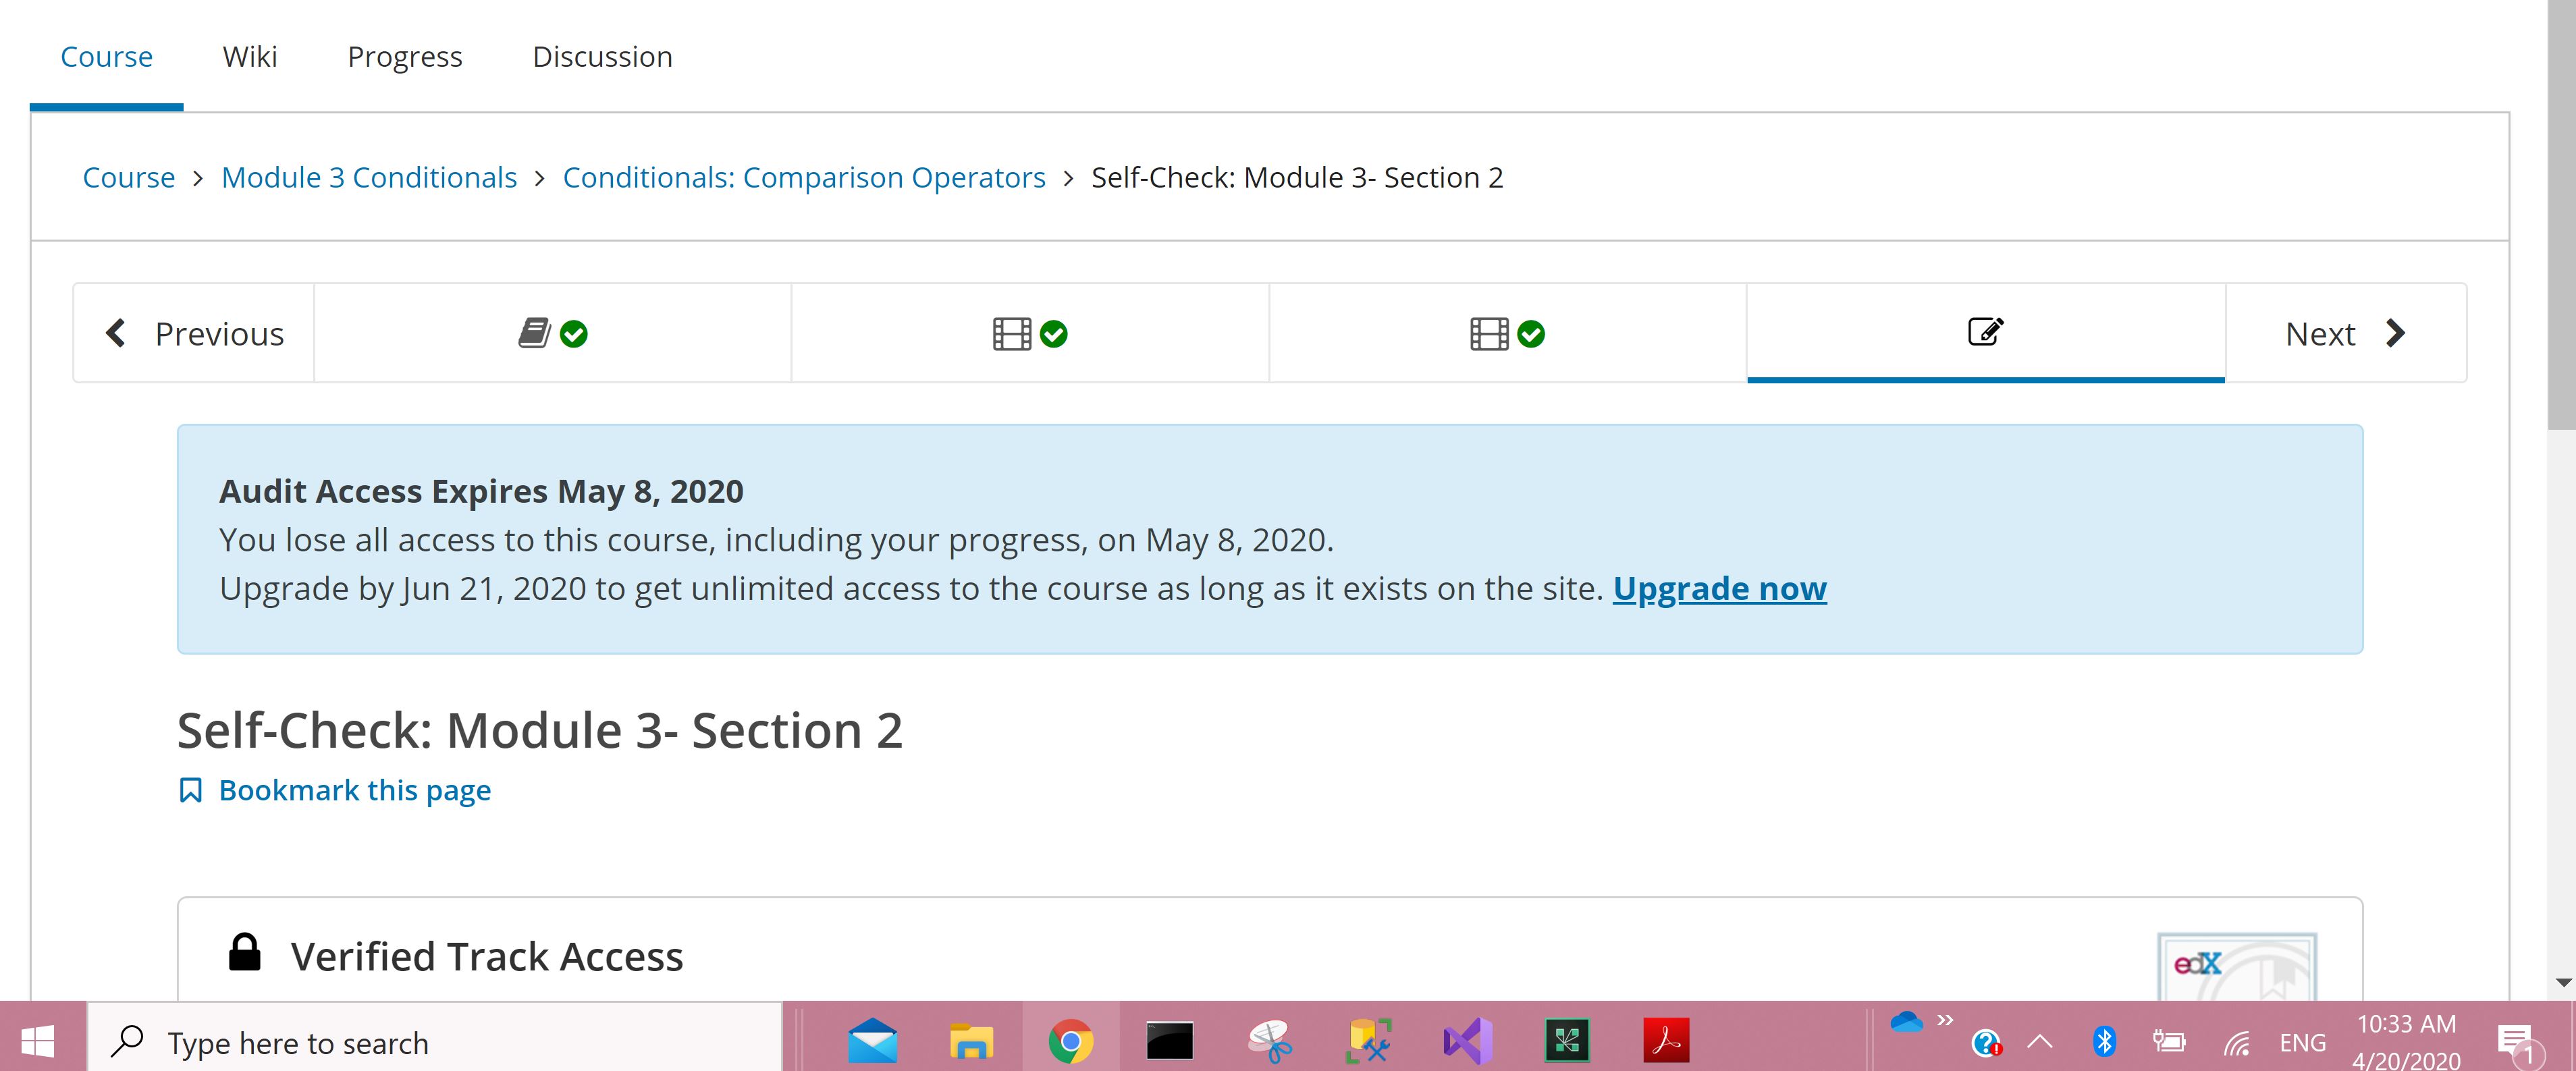 Course Wiki Progress Discussion
Course > Module 3 Conditionals > Conditionals: Comparison Operators > Self-Check: Module 3- Section 2
Previous Next
Audit Access Expires May 8, 2020
You lose all access to this course, including your progress, on May 8, 2020.
Upgrade by Jun 21, 2020 to get unlimited access to the course as long as it exists on the site. Upgrade now
Self-Check: Module 3- Section 2
Bookmark this page
Verified Track Access
edX
Type here to search
ENG
10:33 AM
4/20/2020
1